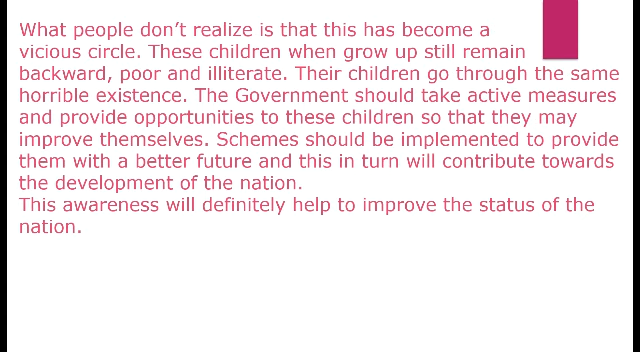 What people don't realize is that this has become a
vicious circle. These children when grow up still remain
backward, poor and illiterate. Their children go through the same
horrible existence. The Government should take active measures
and provide opportunities to these children so that they may
improve themselves. Schemes should be implemented to provide
them with a better future and this in turn will contribute towards
the development of the nation.
This awareness will definitely help to improve the status of the
nation.